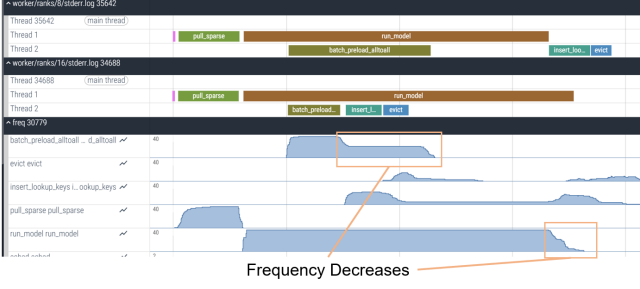 worker/ranks/8/stderr.log 35642
Thread 35642 main thread
Thread 1 pull_sparse run_model
Thread 2 batch_preload_alltoall insert_loo... evict
worker/ranks/16/stderr.log 34688
Thread 34688 main thread
Thread 1 pull_sparse run_model
Thread 2 batch_preload... insert_l... evict
freq 30779
batch_preload_alltoall ... d_alltoall 40
evict evict 40
insert_lookup_keys i... ookup_keys 40
pull_sparse pull_sparse 40
run_model run_model 40
Frequency Decreases